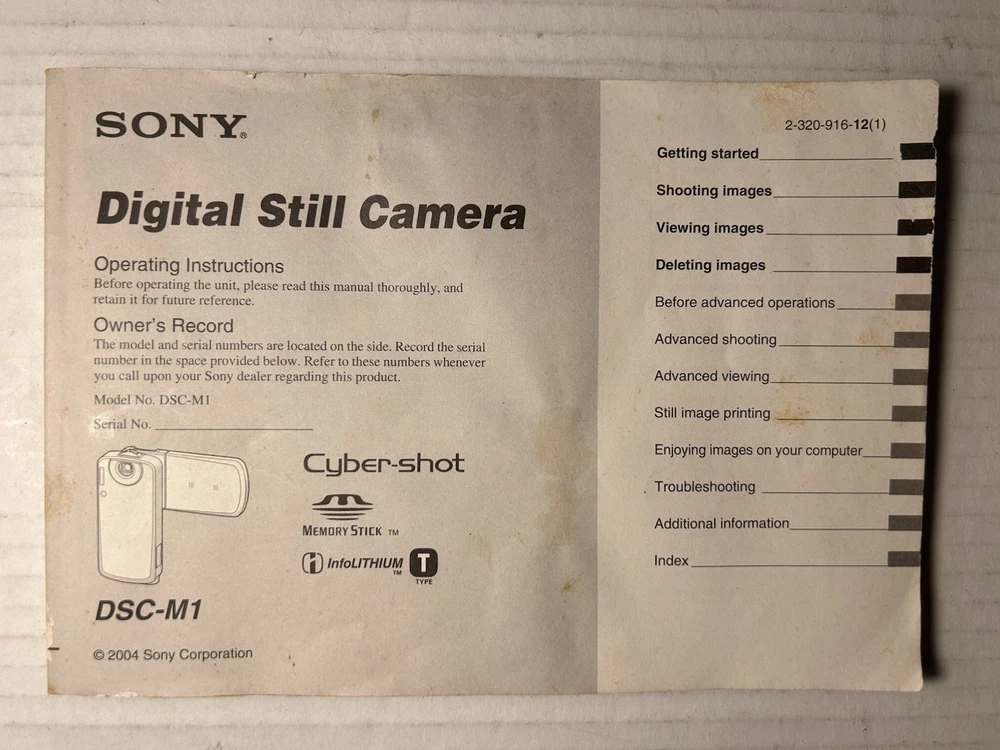 SONY®
Digital Still Camera
Operating Instructions
Before operating the unit, please read this manual thoroughly, and
retain it for future reference.
Owner's Record
The model and serial numbers are located on the side. Record the serial
number in the space provided below. Refer to these numbers whenever
you call upon your Sony dealer regarding this product.
Model No. DSC-M1
Serial No. ____________________
Cyber-shot
MEMORY STICK TM
InfoLITHIUM TM
T
TYPE
DSC-M1
© 2004 Sony Corporation
2-320-916-12(1)
Getting started
Shooting images
Viewing images
Deleting images
Before advanced operations
Advanced shooting
Advanced viewing
Still image printing
Enjoying images on your computer
Troubleshooting
Additional information
Index